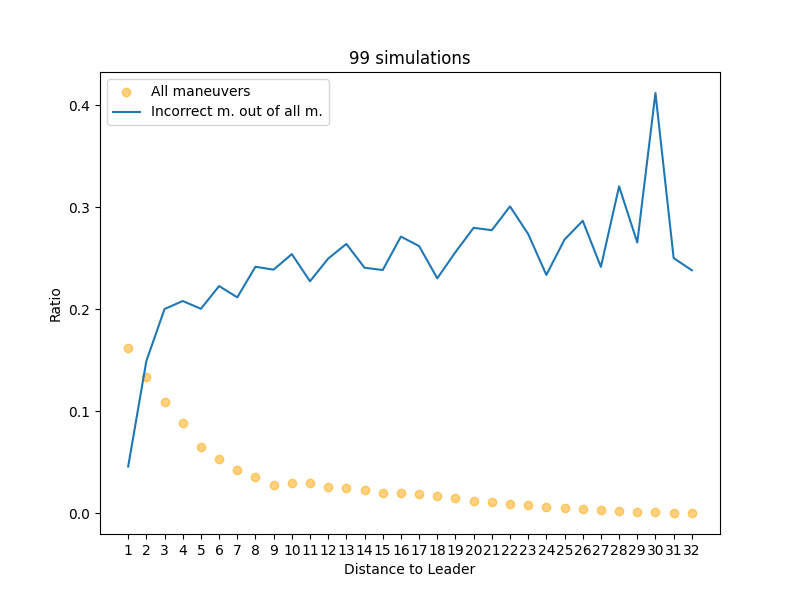 99 simulations
All maneuvers
Incorrect m. out of all m.
Ratio
0.4
0.3
0.2
0.1
0.0
1 2 3 4 5 6 7 8 9 10 11 12 13 14 15 16 17 18 19 20 21 22 23 24 25 26 27 28 29 30 31 32
Distance to Leader